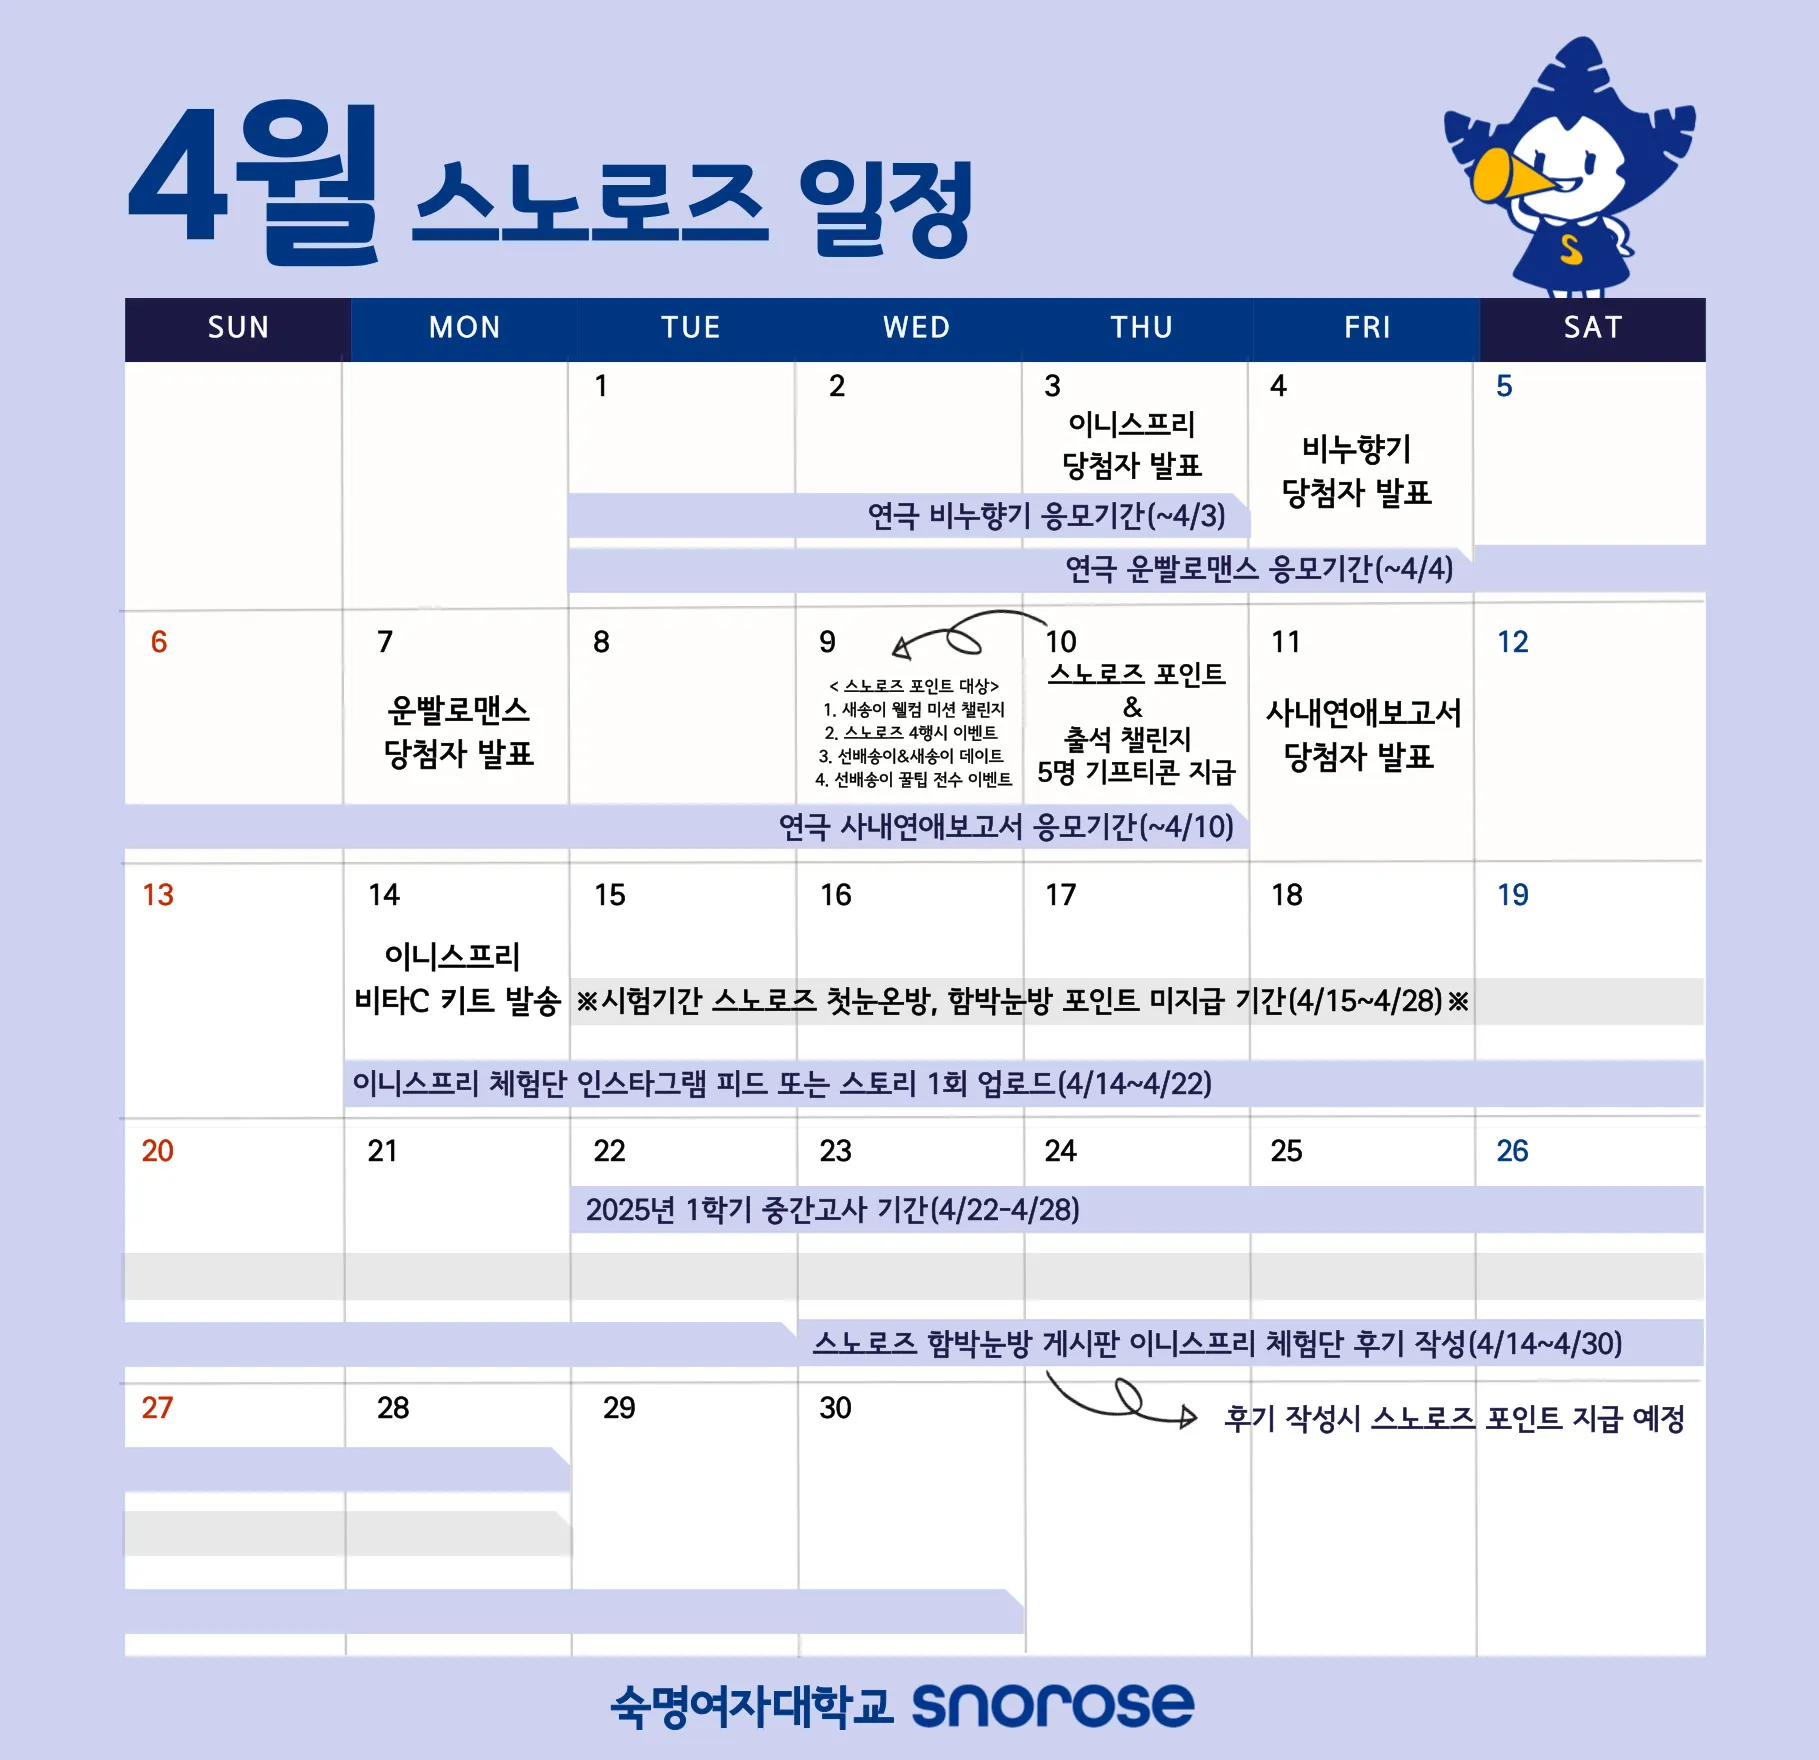 4월 스노로즈 일정
S
SUN MON TUE WED THU FRI SAT
1 2 3 4 5
이니스프리
당첨자 발표
비누향기
당첨자 발표
연극 비누향기 응모기간(~4/3)
연극 운빨로맨스 응모기간(~4/4)
6 7 8 9 10 11 12
운빨로맨스
당첨자 발표
< 스노로즈 포인트 대상>
1. 새송이 웰컴 미션 챌린지
2. 스노로즈 4행시 이벤트
3. 선배송이&새송이 데이트
4. 선배송이 꿀팁 전수 이벤트
스노로즈 포인트
&
출석 챌린지
5명 기프티콘 지급
사내연애보고서
당첨자 발표
연극 사내연애보고서 응모기간(~4/10)
13 14 15 16 17 18 19
이니스프리
비타C 키트 발송
※시험기간 스노로즈 첫눈온방, 함박눈방 포인트 미지급 기간(4/15~4/28)※
이니스프리 체험단 인스타그램 피드 또는 스토리 1회 업로드(4/14~4/22)
20 21 22 23 24 25 26
2025년 1학기 중간고사 기간(4/22-4/28)
스노로즈 함박눈방 게시판 이니스프리 체험단 후기 작성(4/14~4/30)
27 28 29 30
후기 작성시 스노로즈 포인트 지급 예정
숙명여자대학교 snorose